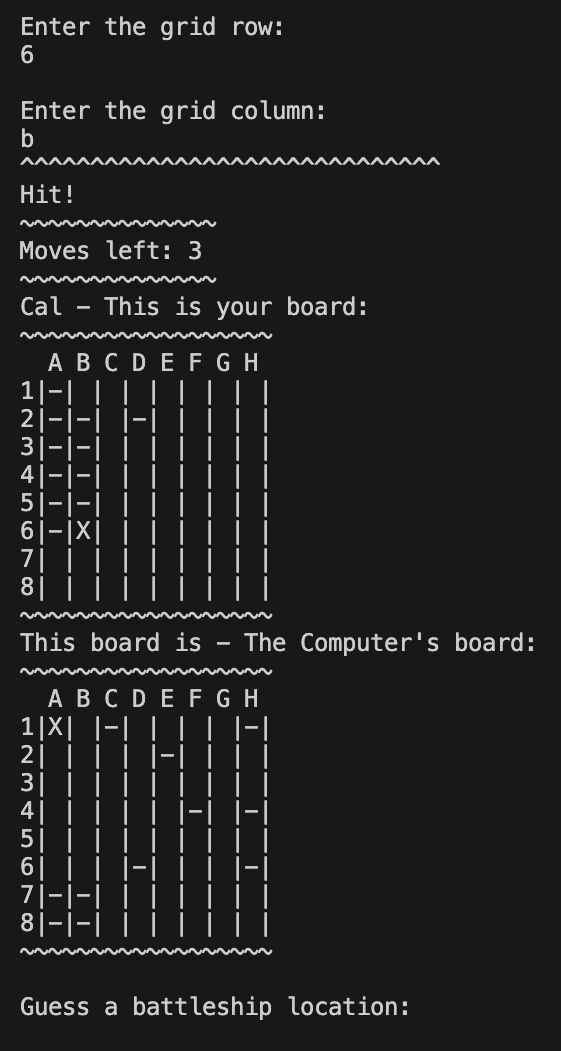 Enter the grid row:
6
Enter the grid column:
b
^^^^^^^^^^^^^^^^^^^^^^^^^^^^^^
Hit!
~~~~~~~~~~~~~~
Moves left: 3
~~~~~~~~~~~~~~
Cal - This is your board:
~~~~~~~~~~~~~~~~~~
  A B C D E F G H
1|-| | | | | | | |
2|-|-| |-| | | | |
3|-|-| | | | | | |
4|-|-| | | | | | |
5|-|-| | | | | | |
6|-|X| | | | | | |
7| | | | | | | | |
8| | | | | | | | |
~~~~~~~~~~~~~~~~~~
This board is - The Computer's board:
~~~~~~~~~~~~~~~~~~
  A B C D E F G H
1|X| |-| | | | |-|
2| | | | |-| | | |
3| | | | | | | | |
4| | | | | |-| |-|
5| | | | | | | | |
6| | | |-| | | |-|
7|-|-| | | | | | |
8|-|-| | | | | | |
~~~~~~~~~~~~~~~~~~
Guess a battleship location: